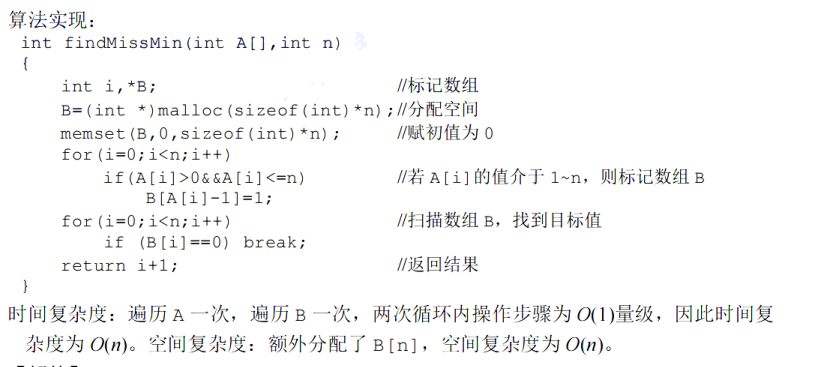 算法实现：
int findMissMin(int A[],int n)
{
int i,*B; //标记数组
B=(int *)malloc(sizeof(int)*n);//分配空间
memset(B,0,sizeof(int)*n); //赋初值为 0
for(i=0;i<n;i++)
if(A[i]>0&&A[i]<=n) //若 A[i]的值介于 1~n，则标记数组 B
B[A[i]-1]=1;
for(i=0;i<n;i++) //扫描数组 B，找到目标值
if (B[i]==0) break;
return i+1; //返回结果
}
时间复杂度：遍历 A 一次，遍历 B 一次，两次循环内操作步骤为 O(1)量级，因此时间复
杂度为 O(n)。空间复杂度：额外分配了 B[n]，空间复杂度为 O(n)。